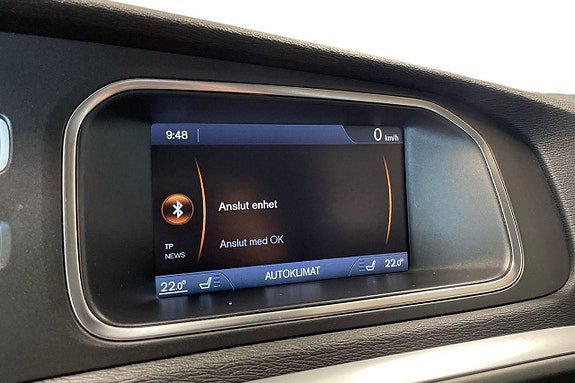 9:48 0 km/h
Anslut enhet
TP
NEWS
Anslut med OK
22.0° AUTOKLIMAT 22.0°